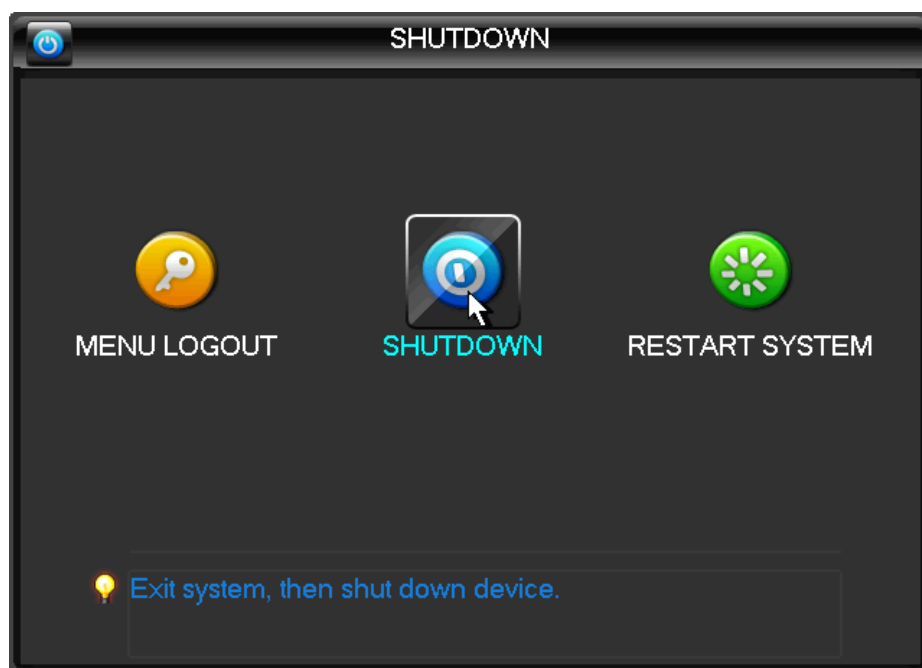 SHUTDOWN
MENU LOGOUT
SHUTDOWN
RESTART SYSTEM
Exit system, then shut down device.